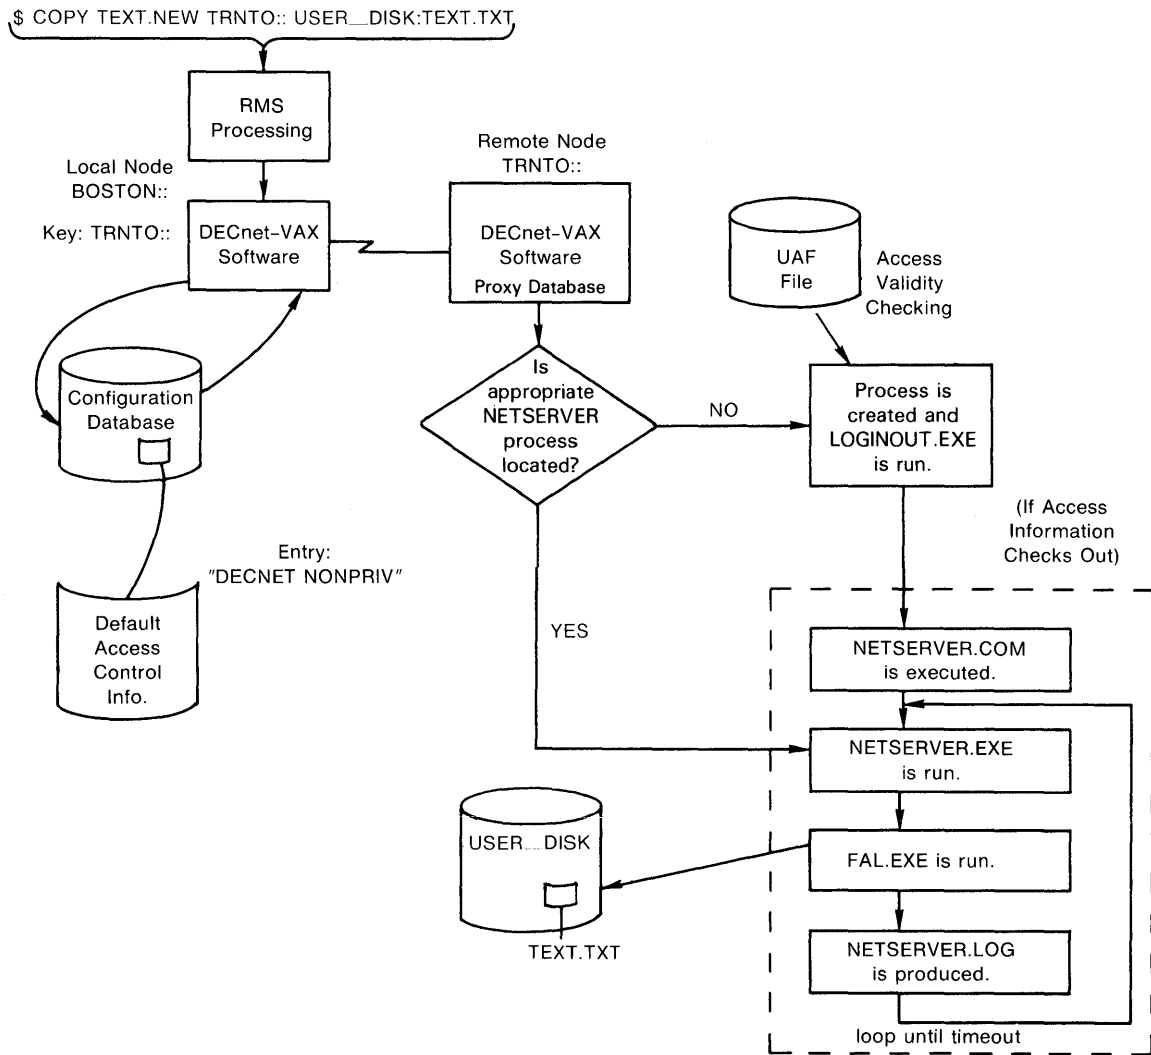 $ COPY TEXT.NEW TRNTO:: USER__DISK:TEXT.TXT
RMS
Processing
Local Node
BOSTON::
Key: TRNTO::
DECnet-VAX
Software
Remote Node
TRNTO::
DECnet-VAX
Software
Proxy Database
UAF
File
Access
Validity
Checking
Configuration
Database
Is
appropriate
NETSERVER
process
located?
NO
Process is
created and
LOGINOUT.EXE
is run.
(If Access
Information
Checks Out)
Entry:
"DECNET NONPRIV"
Default
Access
Control
Info.
YES
NETSERVER.COM
is executed.
NETSERVER.EXE
is run.
USER__DISK
TEXT.TXT
FAL.EXE is run.
NETSERVER.LOG
is produced.
loop until timeout